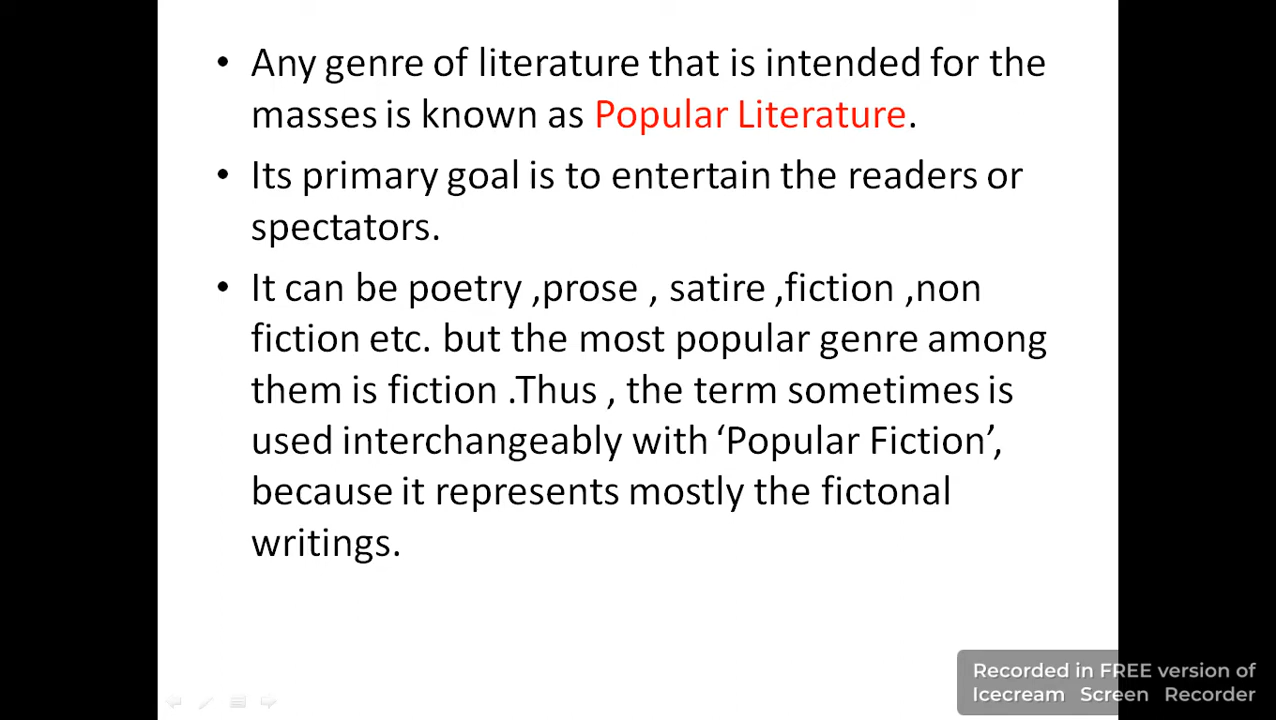 • Any genre of literature that is intended for the
masses is known as Popular Literature.
• Its primary goal is to entertain the readers or
spectators.
• It can be poetry ,prose , satire ,fiction ,non
fiction etc. but the most popular genre among
them is fiction .Thus , the term sometimes is
used interchangeably with ‘Popular Fiction’,
because it represents mostly the fictonal
writings.
Recorded in FREE version of
Icecream Screen Recorder